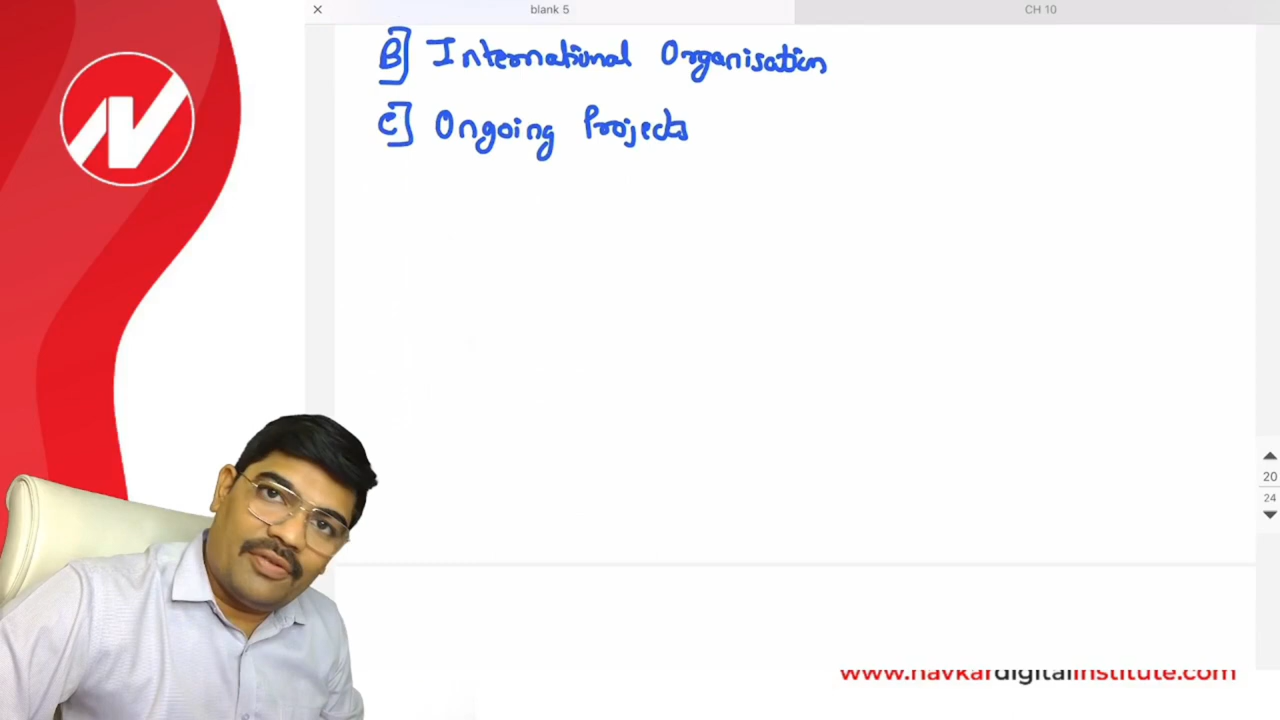 blank 5
CH 10
B] International Organisation
C] Ongoing Projects
20
24
www.navkardigitalinstitute.com